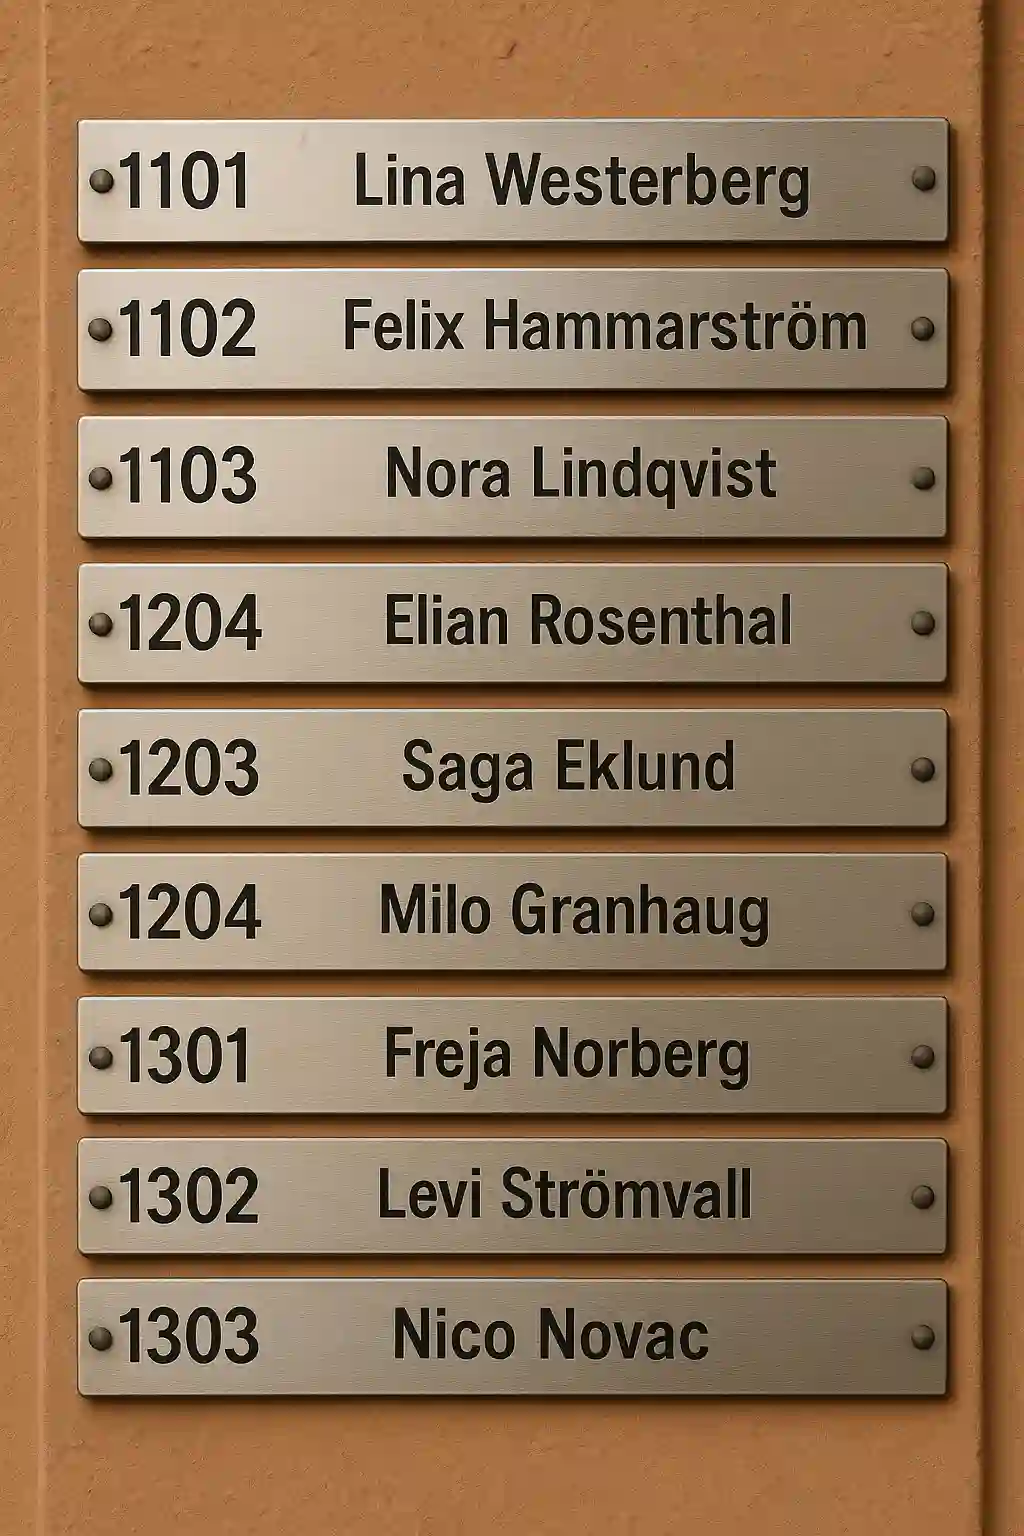 1101 Lina Westerberg
1102 Felix Hammarström
1103 Nora Lindqvist
1204 Elian Rosenthal
1203 Saga Eklund
1204 Milo Granhaug
1301 Freja Norberg
1302 Levi Strömvall
1303 Nico Novac